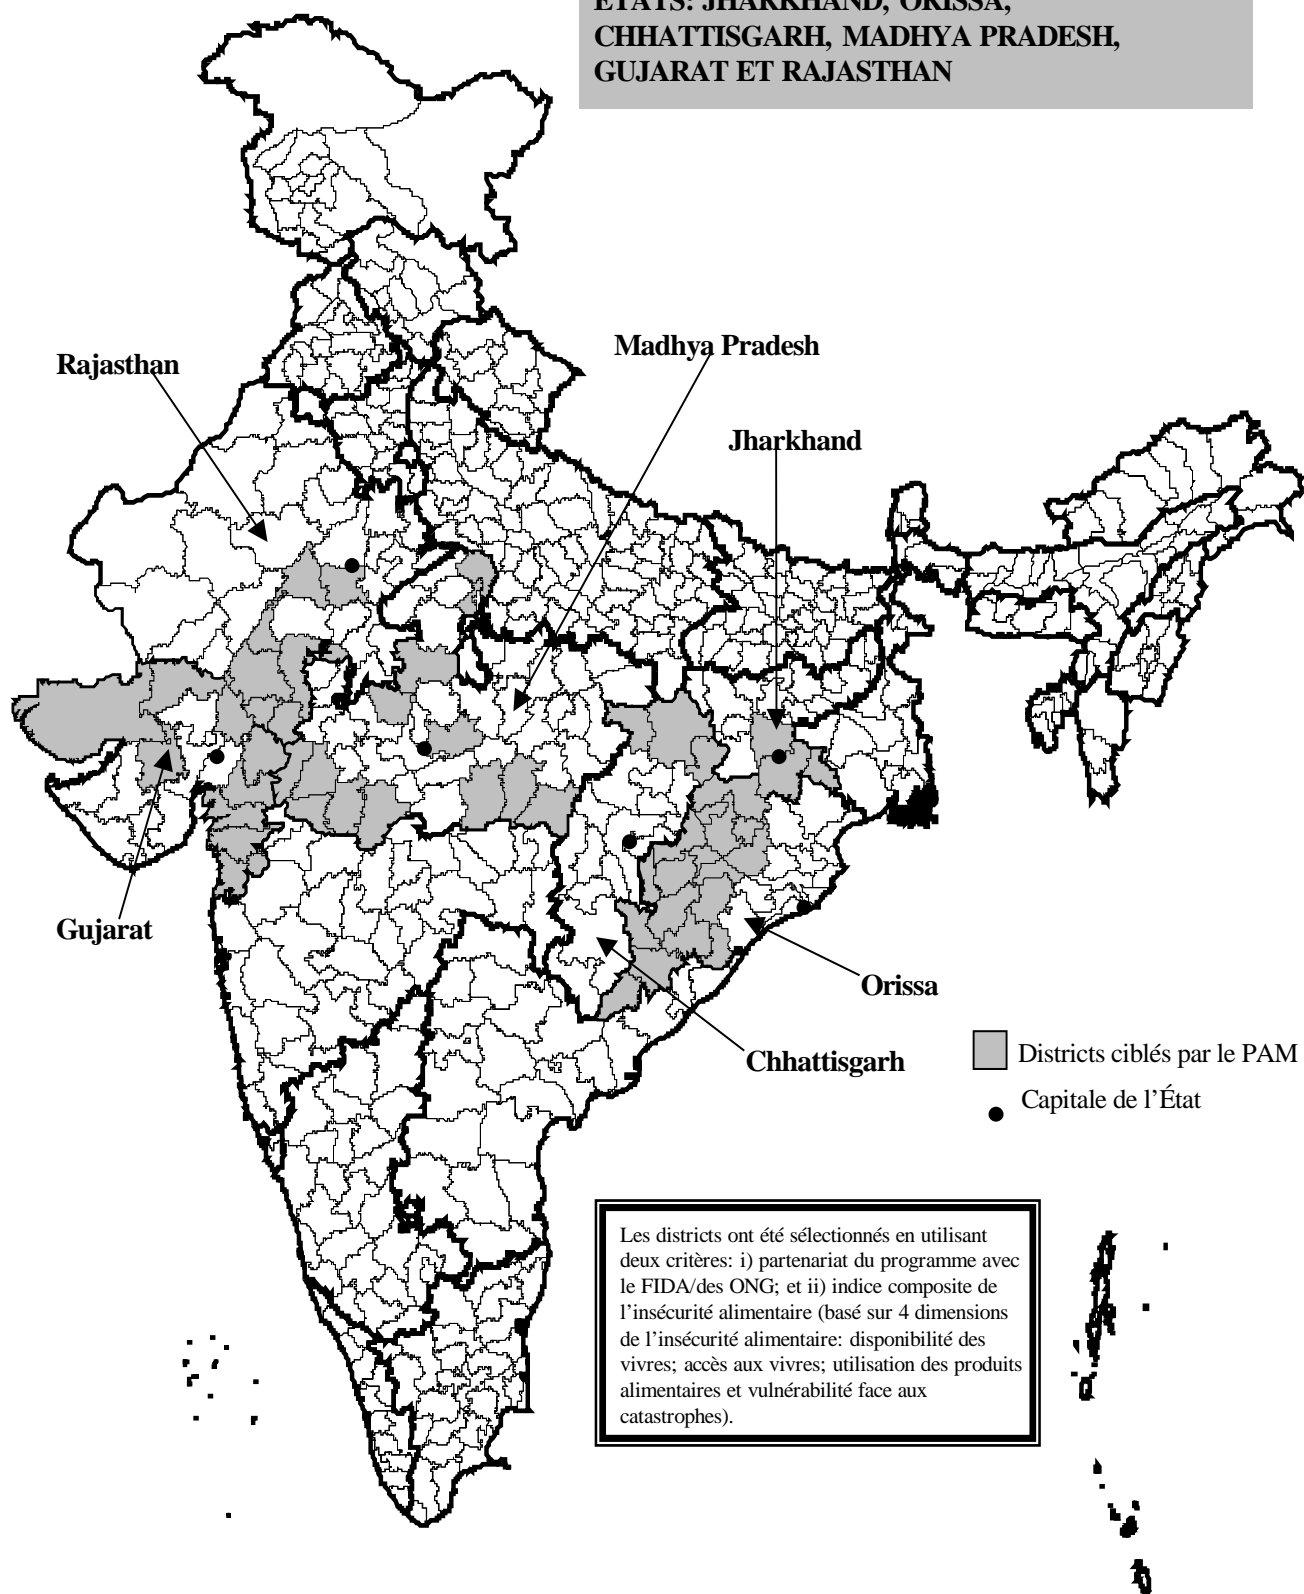 ÉTATS: JHARKHAND, ORISSA,
CHHATTISGARH, MADHYA PRADESH,
GUJARAT ET RAJASTHAN
Madhya Pradesh
Rajasthan
Jharkhand
Gujarat
Orissa
Chhattisgarh
Districts ciblés par le PAM
Capitale de l’État
Les districts ont été sélectionnés en utilisant
deux critères: i) partenariat du programme avec
le FIDA/des ONG; et ii) indice composite de
l’insécurité alimentaire (basé sur 4 dimensions
de l’insécurité alimentaire: disponibilité des
vivres; accès aux vivres; utilisation des produits
alimentaires et vulnérabilité face aux
catastrophes).